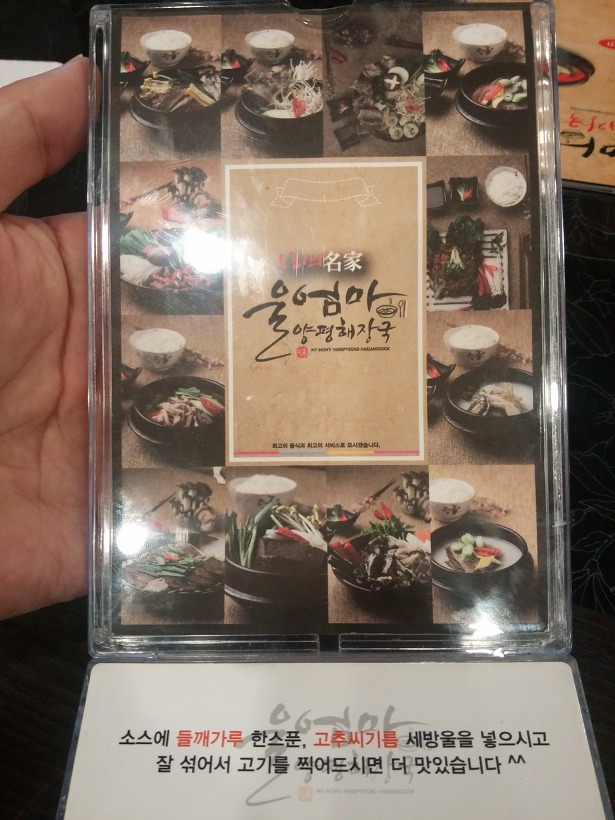 名家
울엄마
양평해장국
MY MOM'S YANGPYEONG HAEJANGGOOK
최고의 음식과 최고의 서비스로 모시겠습니다.
소스에 들깨가루 한스푼, 고추씨기름 세방울을 넣으시고
잘 섞어서 고기를 찍어드시면 더 맛있습니다 ^^